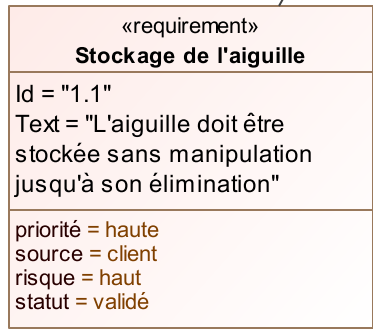 «requirement»
Stockage de l'aiguille
Id = "1.1"
Text = "L'aiguille doit être
stockée sans manipulation
jusqu'à son élimination"
priorité = haute
source = client
risque = haut
statut = validé